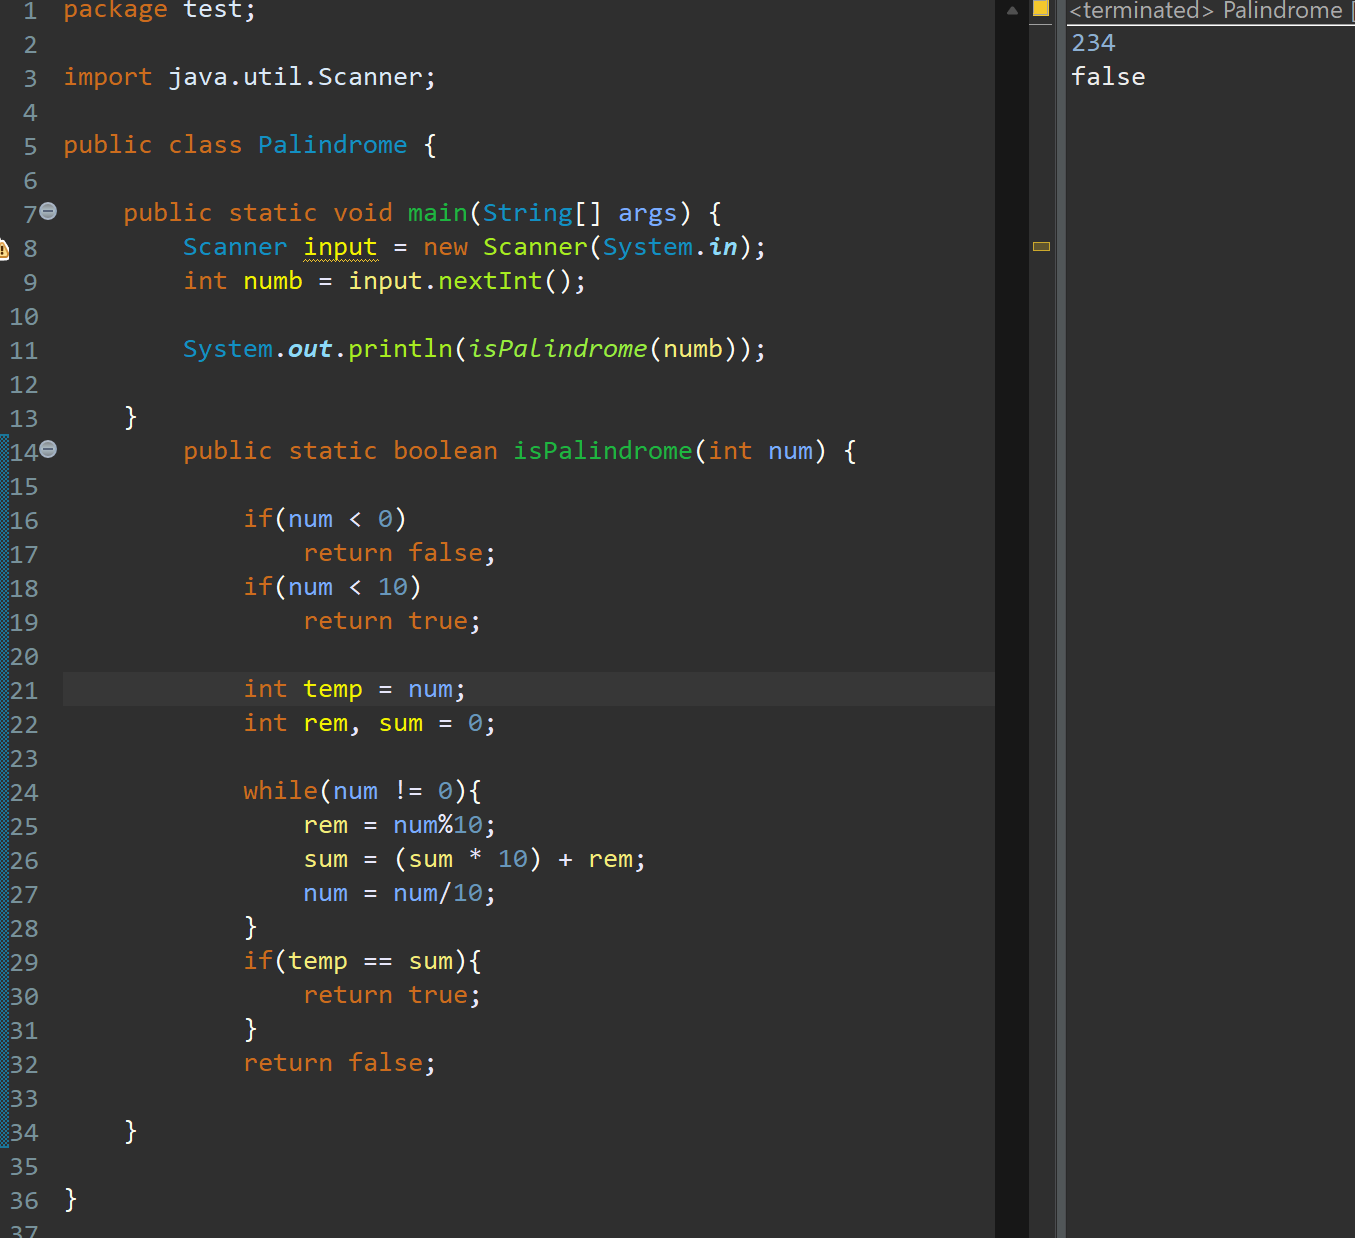 1 package test;
2
3 import java.util.Scanner;
4
5 public class Palindrome {
6
7     public static void main(String[] args) {
8         Scanner input = new Scanner(System.in);
9         int numb = input.nextInt();
10
11         System.out.println(isPalindrome(numb));
12
13     }
14         public static boolean isPalindrome(int num) {
15
16             if(num < 0)
17                 return false;
18             if(num < 10)
19                 return true;
20
21             int temp = num;
22             int rem, sum = 0;
23
24             while(num != 0){
25                 rem = num%10;
26                 sum = (sum * 10) + rem;
27                 num = num/10;
28             }
29             if(temp == sum){
30                 return true;
31             }
32             return false;
33
34     }
35
36 }
37
<terminated> Palindrome [
234
false